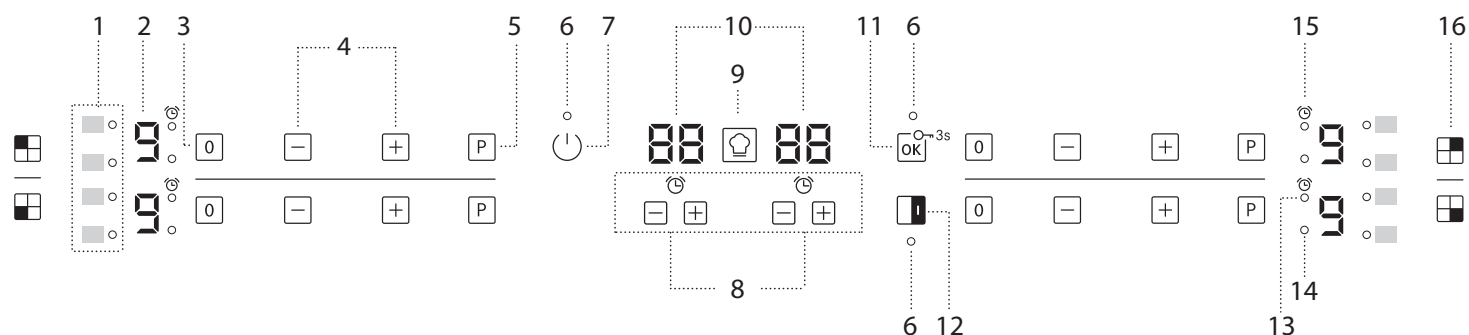 1 2 3 4 5 6 7 10 9 11 6 15 16
9 0 − + P 88 88 3s OK 0 − + P 9
9 0 − + P − + − + 0 − + P 9
8 6 12 13 14